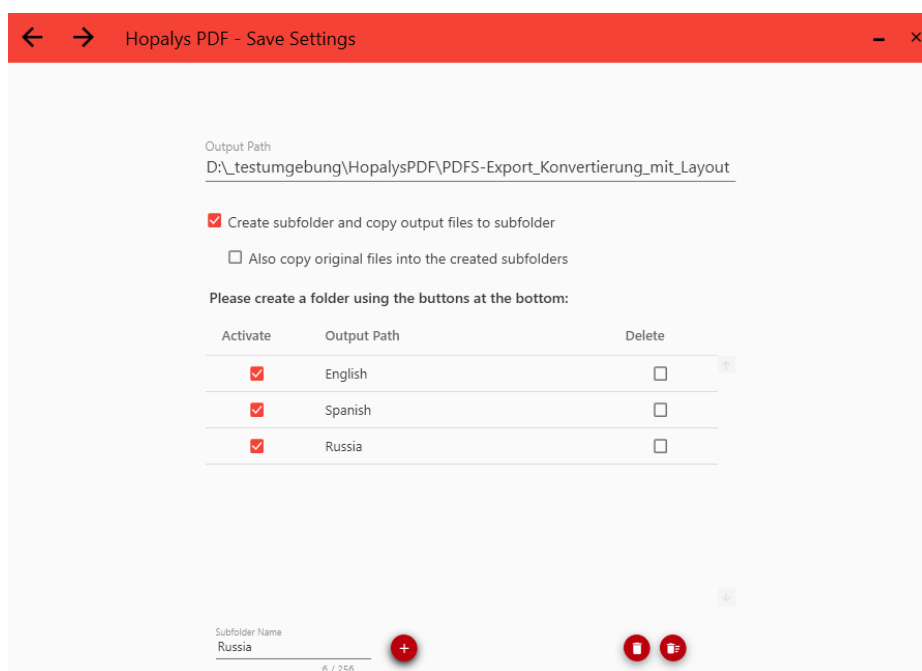 Hopalys PDF - Save Settings
Output Path
D:\_testumgebung\HopalysPDF\PDFS-Export_Konvertierung_mit_Layout
Create subfolder and copy output files to subfolder
Also copy original files into the created subfolders
Please create a folder using the buttons at the bottom:
Activate Output Path Delete
English
Spanish
Russia
Subfolder Name
Russia
6 / 256